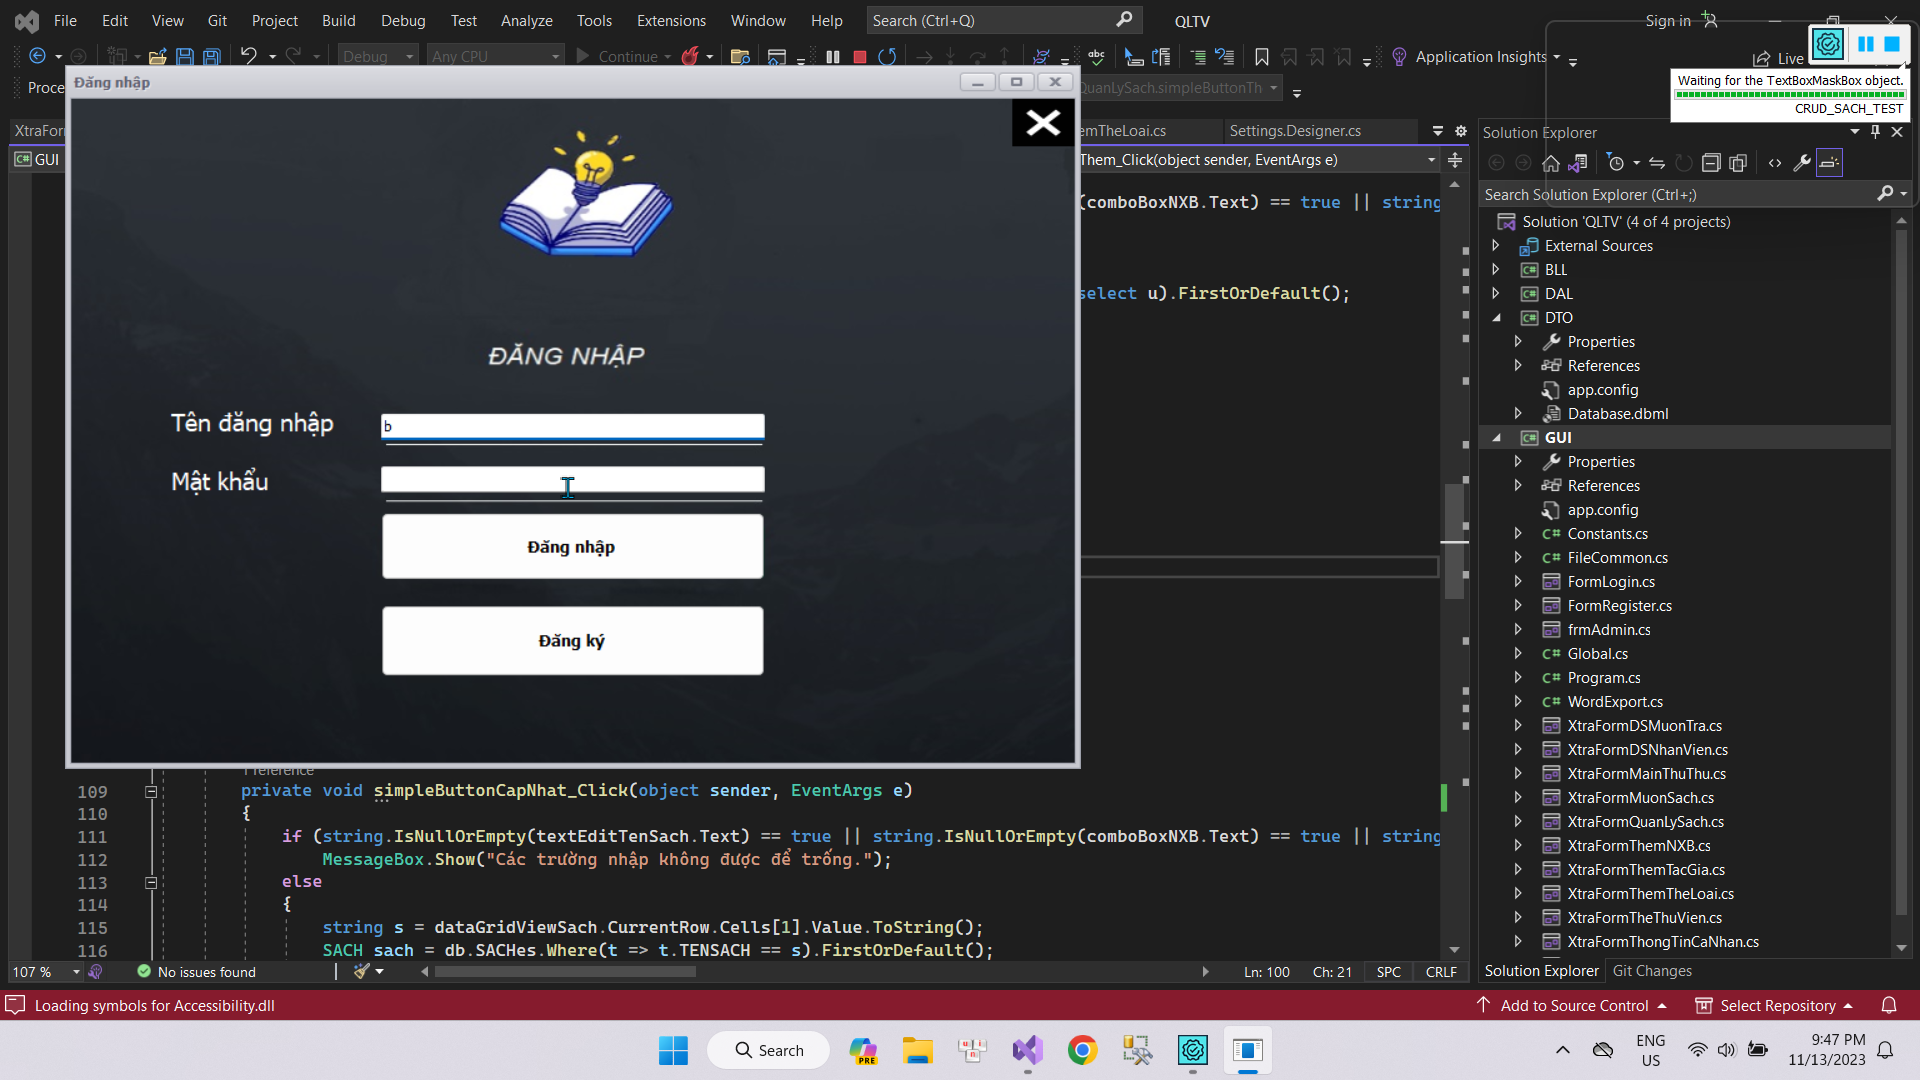 File Edit View Git Project Build Debug Test Analyze Tools Extensions Window Help Search (Ctrl+Q) QLTV Sign in
Debug Any CPU Continue Application Insights Live
Waiting for the TextBoxMaskBox object.
CRUD_SACH_TEST
Đăng nhập
ĐĂNG NHẬP
Tên đăng nhập b
Mật khẩu
Đăng nhập
Đăng ký
Proce
QuanLySach.simpleButtonTh
XtraFor
emTheLoai.cs Settings.Designer.cs
GUI
Them_Click(object sender, EventArgs e)
(comboBoxNXB.Text) == true || string
select u).FirstOrDefault();
1 reference
109 private void simpleButtonCapNhat_Click(object sender, EventArgs e)
110 {
111 if (string.IsNullOrEmpty(textEditTenSach.Text) == true || string.IsNullOrEmpty(comboBoxNXB.Text) == true || string
112 MessageBox.Show("Các trường nhập không được để trống.");
113 else
114 {
115 string s = dataGridViewSach.CurrentRow.Cells[1].Value.ToString();
116 SACH sach = db.SACHes.Where(t => t.TENSACH == s).FirstOrDefault();
107 % No issues found Ln: 100 Ch: 21 SPC CRLF
Solution Explorer
Search Solution Explorer (Ctrl+;)
Solution 'QLTV' (4 of 4 projects)
External Sources
C# BLL
C# DAL
C# DTO
Properties
References
app.config
Database.dbml
C# GUI
Properties
References
app.config
C# Constants.cs
C# FileCommon.cs
FormLogin.cs
FormRegister.cs
frmAdmin.cs
C# Global.cs
C# Program.cs
C# WordExport.cs
XtraFormDSMuonTra.cs
XtraFormDSNhanVien.cs
XtraFormMainThuThu.cs
XtraFormMuonSach.cs
XtraFormQuanLySach.cs
XtraFormThemNXB.cs
XtraFormThemTacGia.cs
XtraFormThemTheLoai.cs
XtraFormTheThuVien.cs
XtraFormThongTinCaNhan.cs
Solution Explorer Git Changes
Loading symbols for Accessibility.dll Add to Source Control Select Repository
Search PRE ENG US 9:47 PM
11/13/2023